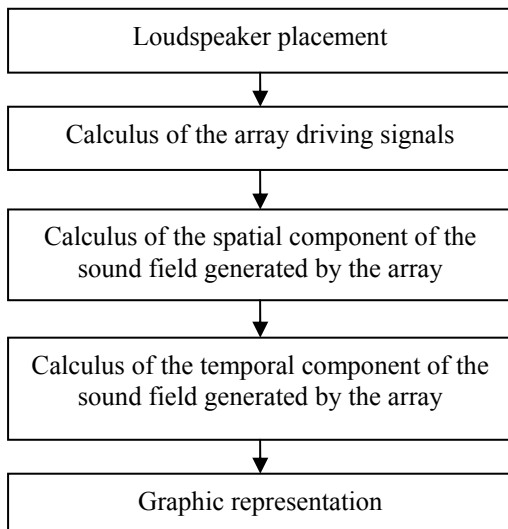 Loudspeaker placement
Calculus of the array driving signals
Calculus of the spatial component of the
sound field generated by the array
Calculus of the temporal component of the
sound field generated by the array
Graphic representation